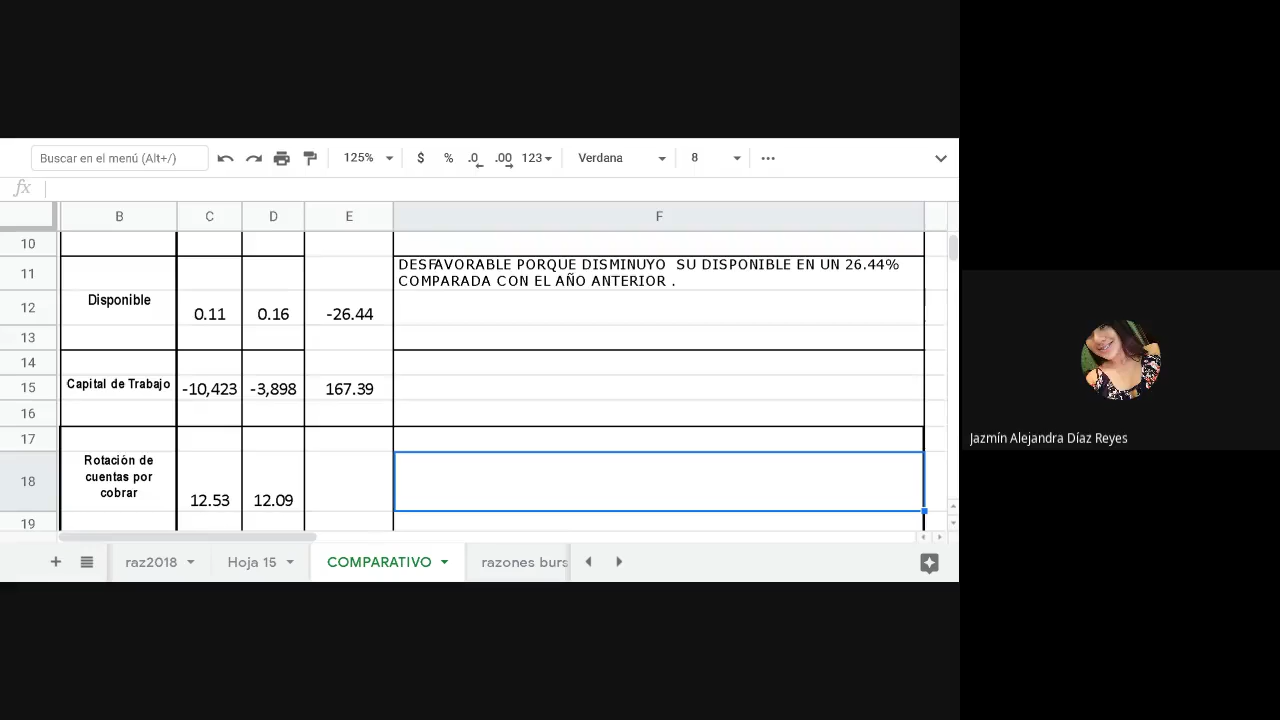 Buscar en el menú (Alt+/) 125% $ % .0 .00 123 Verdana 8
fx
B C D E F
10
11 DESFAVORABLE PORQUE DISMINUYO SU DISPONIBLE EN UN 26.44%
COMPARADA CON EL AÑO ANTERIOR .
12 Disponible 0.11 0.16 -26.44
13
14
15 Capital de Trabajo -10,423 -3,898 167.39
16
17
18 Rotación de
cuentas por
cobrar 12.53 12.09
19
raz2018 Hoja 15 COMPARATIVO razones burs
Jazmín Alejandra Díaz Reyes